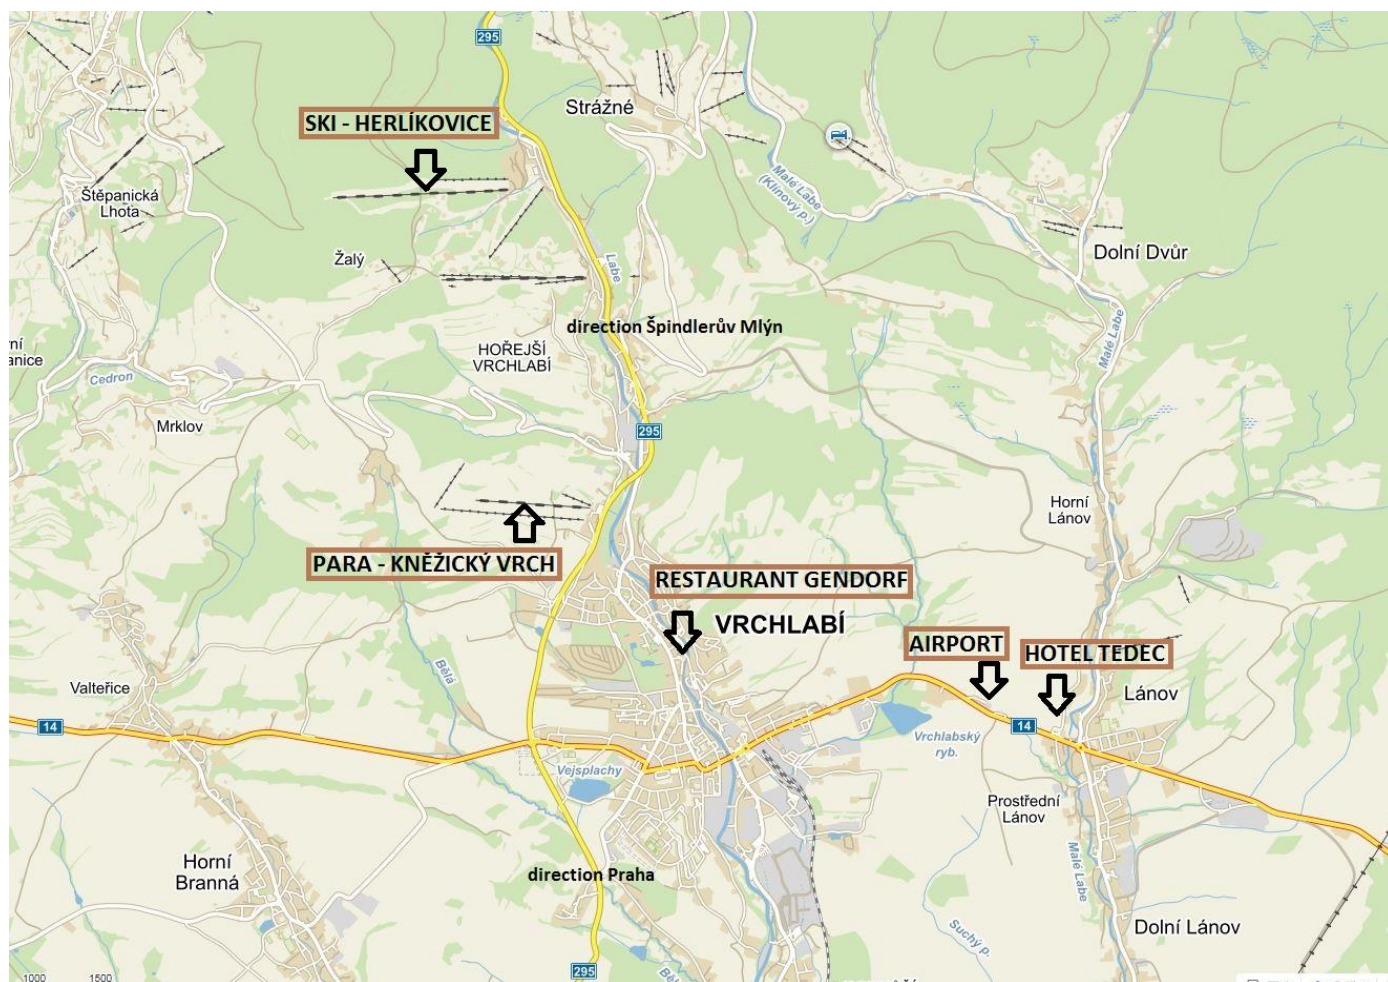 295
Strážné
SKI - HERLÍKOVICE
Malé Labe
(Klínový p.)
Štěpanická
Lhota
Žalý
Labe
Dolní Dvůr
direction Špindlerův Mlýn
Malé Labe
HOŘEJŠÍ
VRCHLABÍ
Cedron
Mrklov
295
Horní
Lánov
PARA - KNĚŽICKÝ VRCH
RESTAURANT GENDORF
VRCHLABÍ
AIRPORT
HOTEL TEDEC
Bělá
Valteřice
Lánov
14
14
Vrchlabský
ryb.
Vejsplachy
Prostřední
Lánov
Horní
Branná
direction Praha
Malé Labe
Suchý p.
Dolní Lánov
295
1000
1500